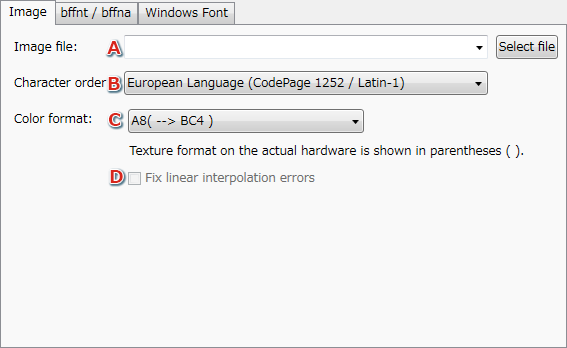 Image bffnt / bffna Windows Font
Image file: A Select file
Character order B European Language (CodePage 1252 / Latin-1)
Color format: C A8( --> BC4 )
Texture format on the actual hardware is shown in parentheses ( ).
D Fix linear interpolation errors